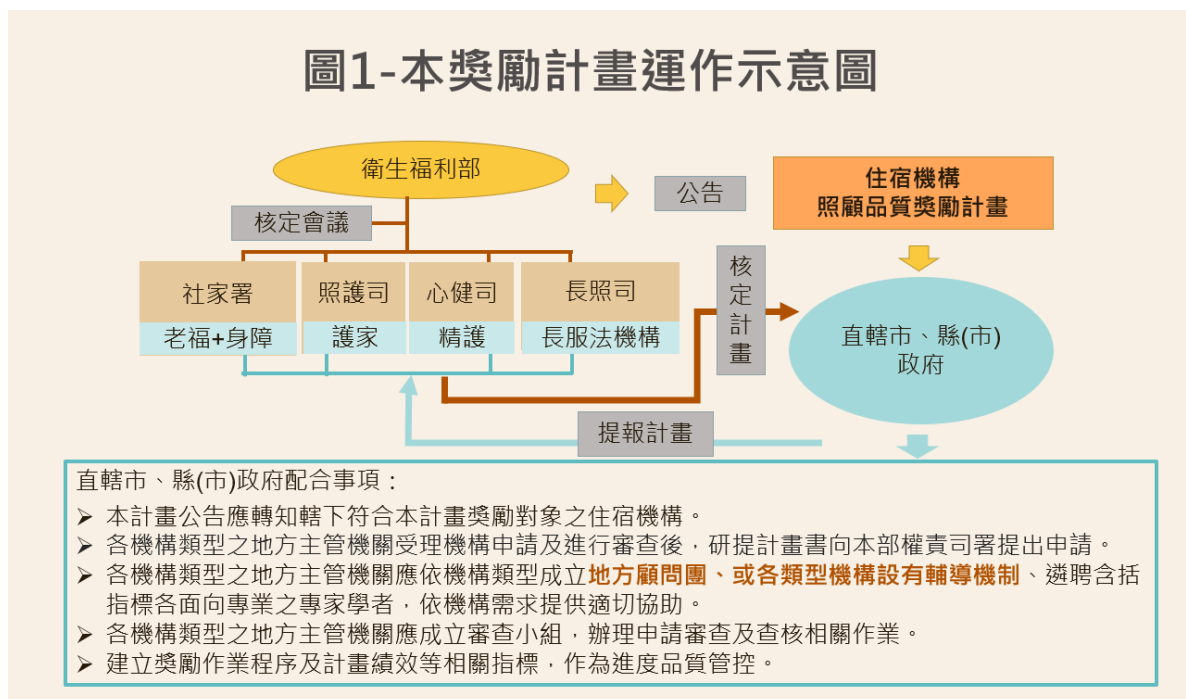 圖1-本獎勵計畫運作示意圖
衛生福利部
公告
住宿機構
照顧品質獎勵計畫
核定會議
社家署
照護司
心健司
長照司
老福+身障
護家
精護
長服法機構
核定計畫
直轄市、縣(市)
政府
提報計畫
直轄市、縣(市)政府配合事項：
➤ 本計畫公告應轉知轄下符合本計畫獎勵對象之住宿機構。
➤ 各機構類型之地方主管機關受理機構申請及進行審查後，研提計畫書向本部權責司署提出申請。
➤ 各機構類型之地方主管機關應依機構類型成立地方顧問團、或各類型機構設有輔導機制、遴聘含括
指標各面向專業之專家學者，依機構需求提供適切協助。
➤ 各機構類型之地方主管機關應成立審查小組，辦理申請審查及查核相關作業。
➤ 建立獎勵作業程序及計畫績效等相關指標，作為進度品質管控。